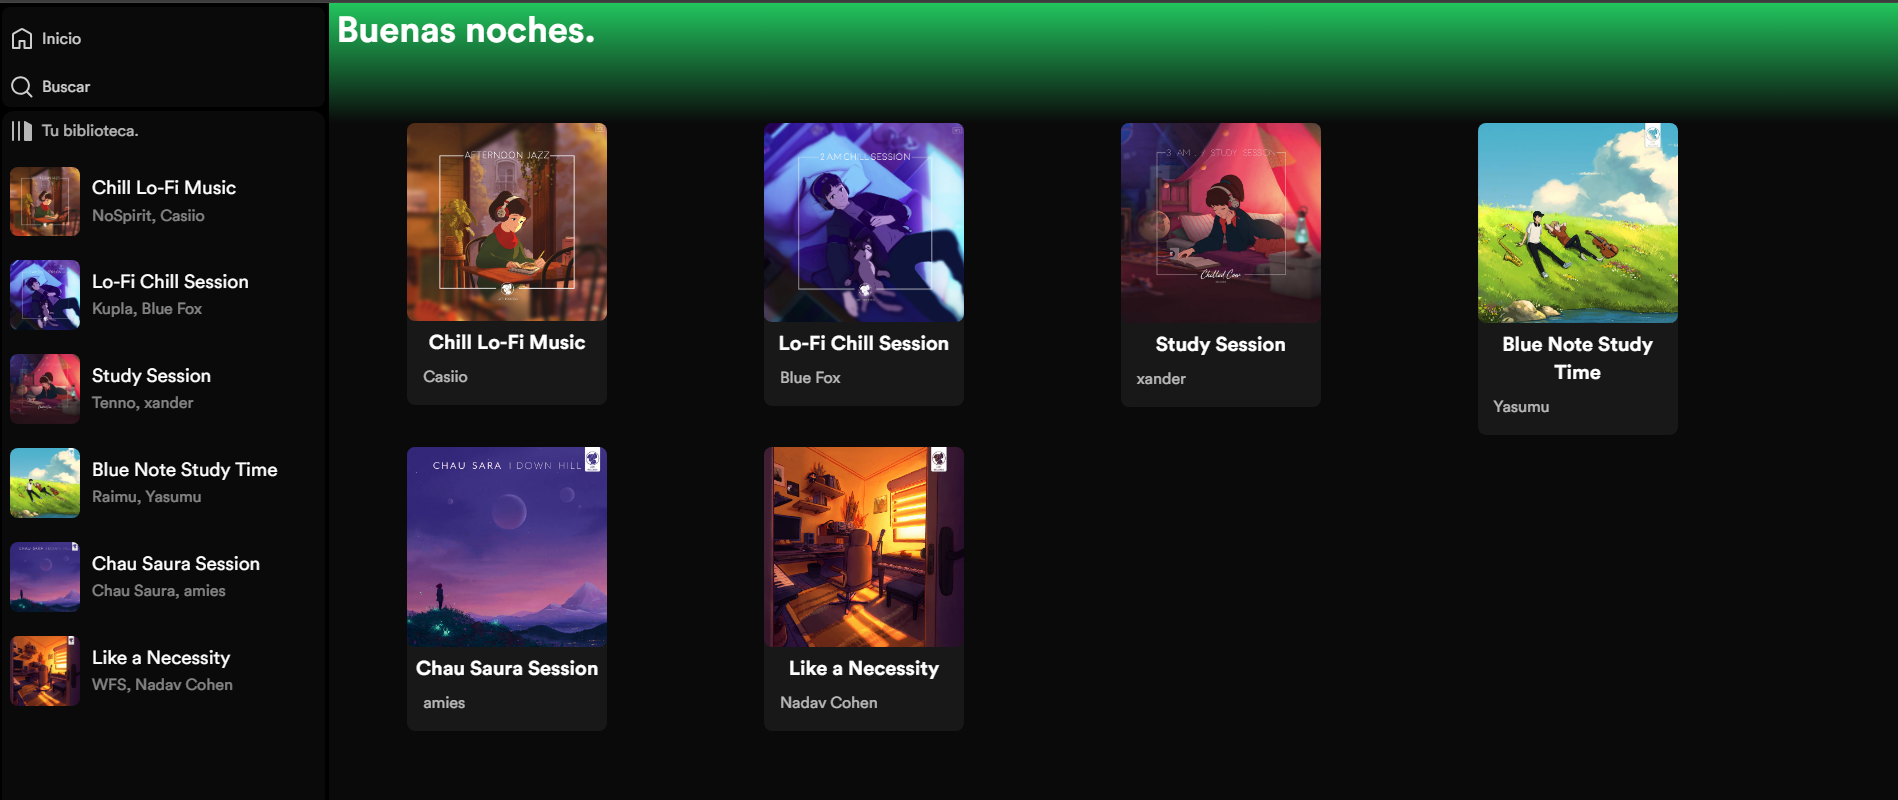 Inicio
Buscar
Tu biblioteca.
Chill Lo-Fi Music
NoSpirit, Casiio
Lo-Fi Chill Session
Kupla, Blue Fox
Study Session
Tenno, xander
Blue Note Study Time
Raimu, Yasumu
Chau Saura Session
Chau Saura, amies
Like a Necessity
WFS, Nadav Cohen
Buenas noches.
AFTERNOON JAZZ
Chill Lo-Fi Music
Casiio
2 AM CHILL SESSION
Lo-Fi Chill Session
Blue Fox
3 AM STUDY SESSION
Chilled Cow
Study Session
xander
Blue Note Study
Time
Yasumu
CHAU SARA | DOWN HILL
Chau Saura Session
amies
Like a Necessity
Nadav Cohen